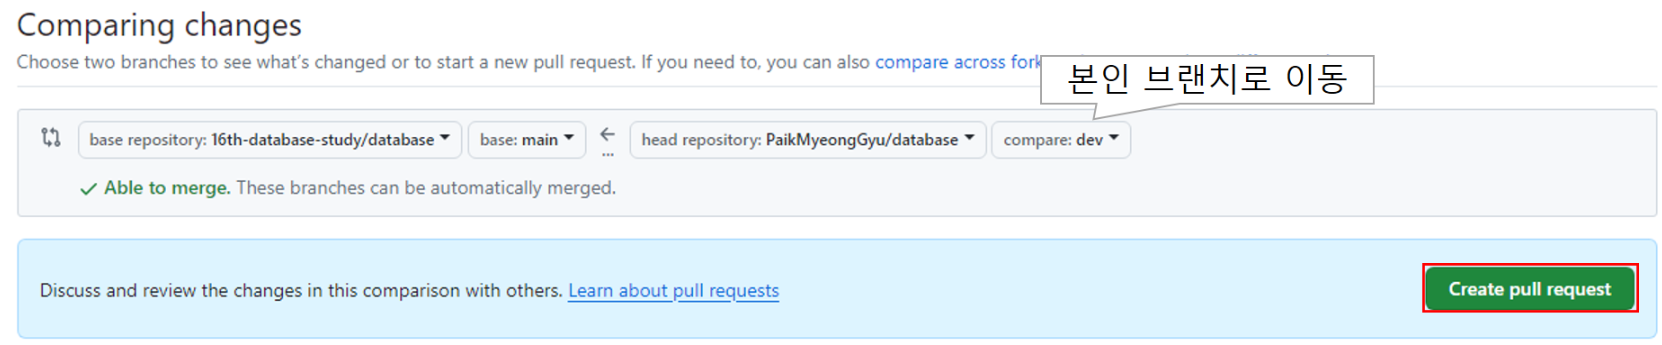 Comparing changes
Choose two branches to see what's changed or to start a new pull request. If you need to, you can also compare across fork
본인 브랜치로 이동
base repository: 16th-database-study/database base: main ← head repository: PaikMyeongGyu/database compare: dev
...
Able to merge. These branches can be automatically merged.
Discuss and review the changes in this comparison with others. Learn about pull requests
Create pull request